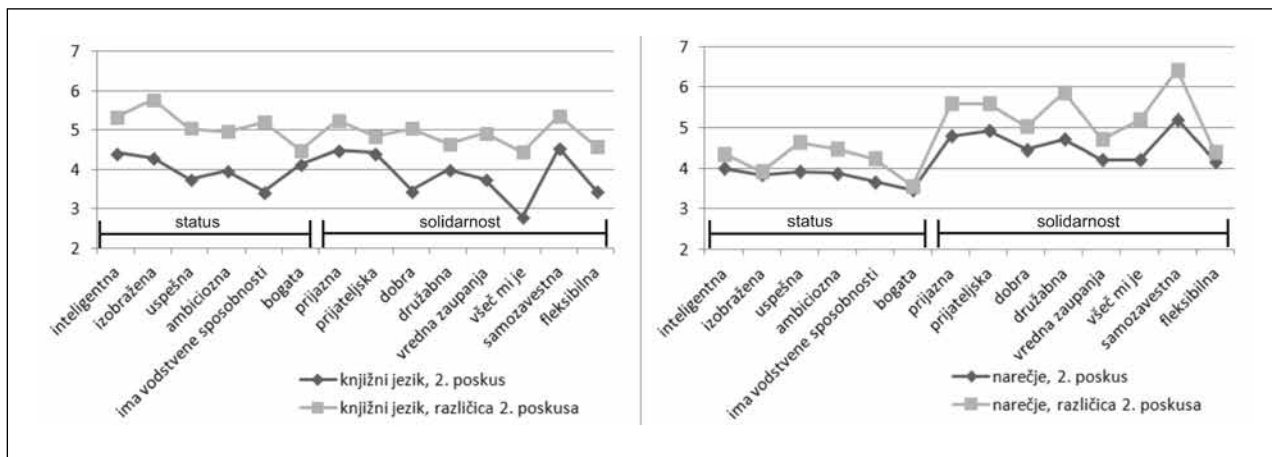 7
6
5
4
3
2
status
solidarnost
inteligentna
izobražena
uspešna
ambiciozna
ima vodstvene sposobnosti
bogata
prijazna
prijateljska
dobra
družabna
vredna zaupanja
všeč mi je
samozavestna
fleksibilna
knjižni jezik, 2. poskus
knjižni jezik, različica 2. poskusa
7
6
5
4
3
2
status
solidarnost
inteligentna
izobražena
uspešna
ambiciozna
ima vodstvene sposobnosti
bogata
prijazna
prijateljska
dobra
družabna
vredna zaupanja
všeč mi je
samozavestna
fleksibilna
narečje, 2. poskus
narečje, različica 2. poskusa